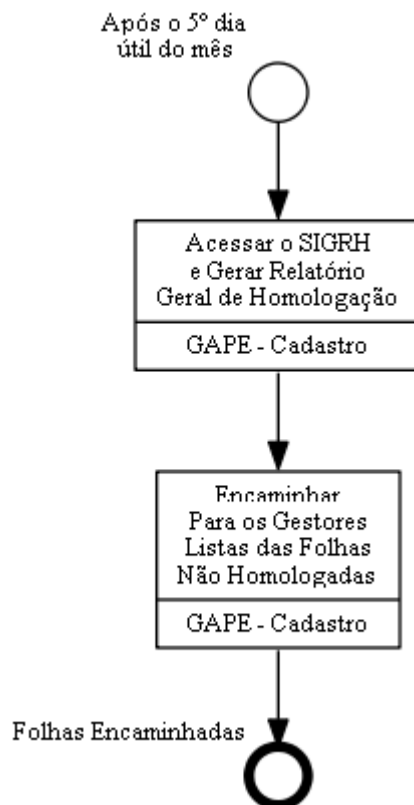 Após o 5º dia
útil do mês
Acessar o SIGRH
e Gerar Relatório
Geral de Homologação
GAPE - Cadastro
Encaminhar
Para os Gestores
Listas das Folhas
Não Homologadas
GAPE - Cadastro
Folhas Encaminhadas